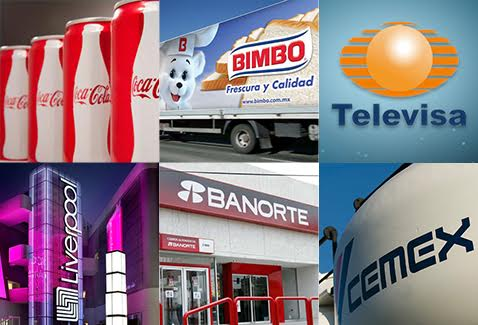 Coca-Cola
Coca-Cola
Coca-Cola
B
BIMBO
Frescura y Calidad
www.bimbo.com.mx
Televisa
Liverpool
BANORTE
BANORTE
CEMEX